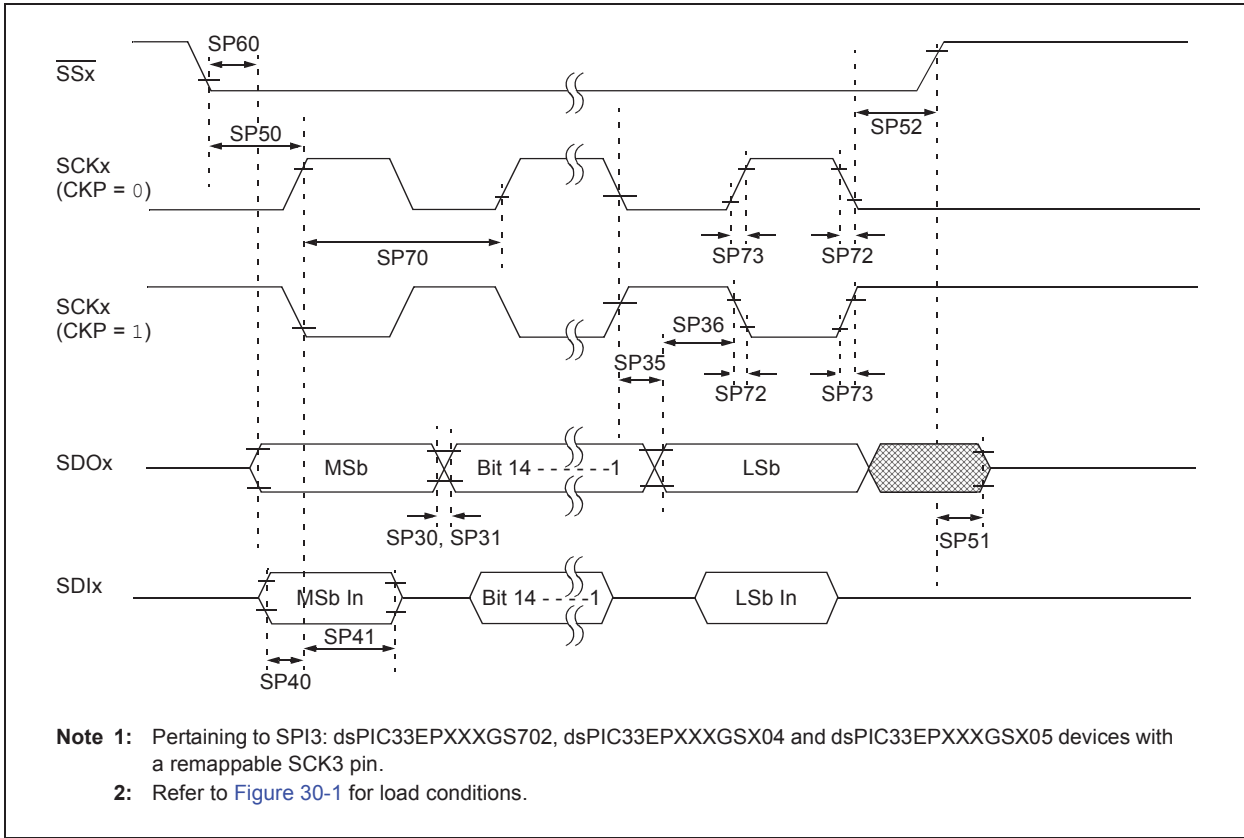 SP60
SSx
SP50
SP52
SCKx
(CKP = 0)
SP70
SP73
SP72
SCKx
(CKP = 1)
SP36
SP35
SP72
SP73
SDOx
MSb
Bit 14 - - - - - -1
LSb
SP30, SP31
SP51
SDIx
MSb In
Bit 14 - - - -1
LSb In
SP41
SP40
Note 1: Pertaining to SPI3: dsPIC33EPXXXGS702, dsPIC33EPXXXGSX04 and dsPIC33EPXXXGSX05 devices with
a remappable SCK3 pin.
2: Refer to Figure 30-1 for load conditions.